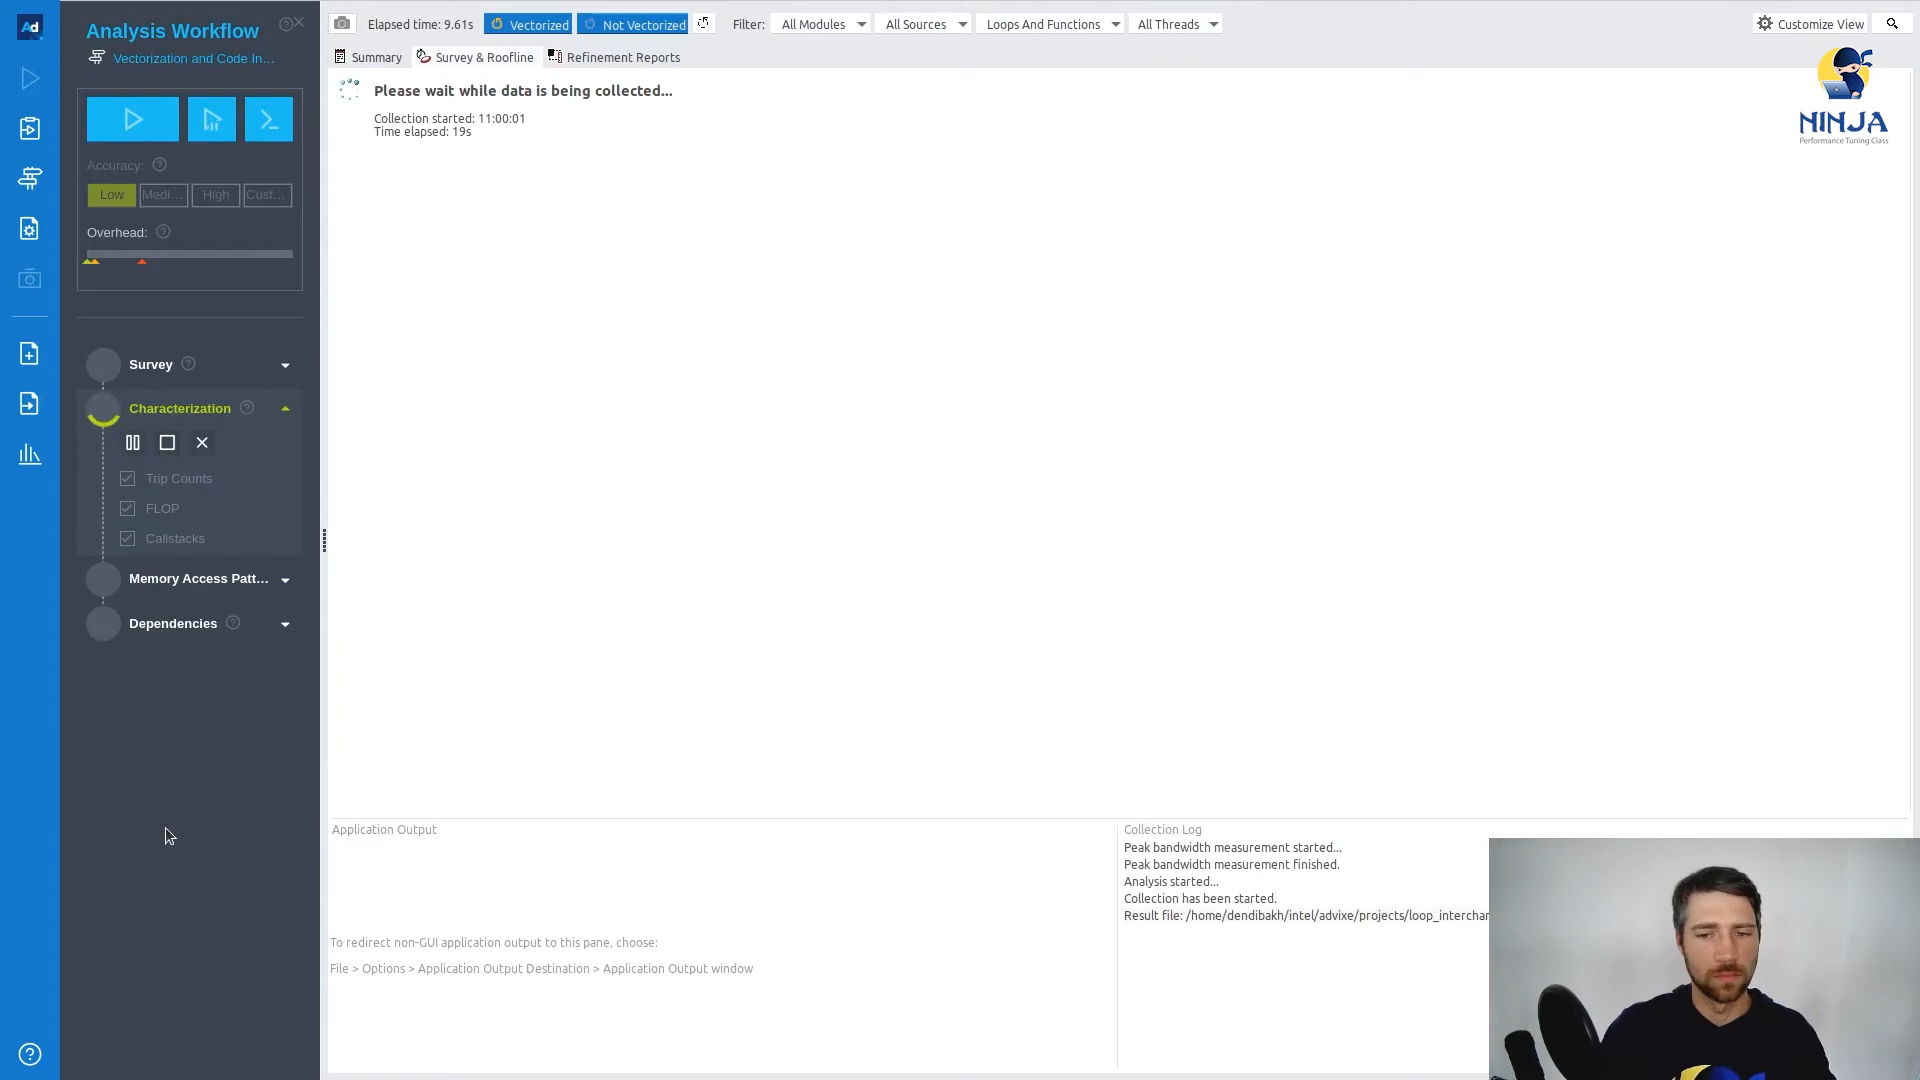 Ad
Analysis Workflow
Vectorization and Code In...
Accuracy:
Low
Medi...
High
Cust...
Overhead:
Survey
Characterization
Trip Counts
FLOP
Callstacks
Memory Access Patt...
Dependencies
Elapsed time: 9.61s
Vectorized
Not Vectorized
Filter:
All Modules
All Sources
Loops And Functions
All Threads
Customize View
Summary
Survey & Roofline
Refinement Reports
Please wait while data is being collected...
Collection started: 11:00:01
Time elapsed: 19s
NINJA
Performance Tuning Class
Application Output
To redirect non-GUI application output to this pane, choose:
File > Options > Application Output Destination > Application Output window
Collection Log
Peak bandwidth measurement started...
Peak bandwidth measurement finished.
Analysis started...
Collection has been started.
Result file: /home/dendibakh/intel/advixe/projects/loop_interchar